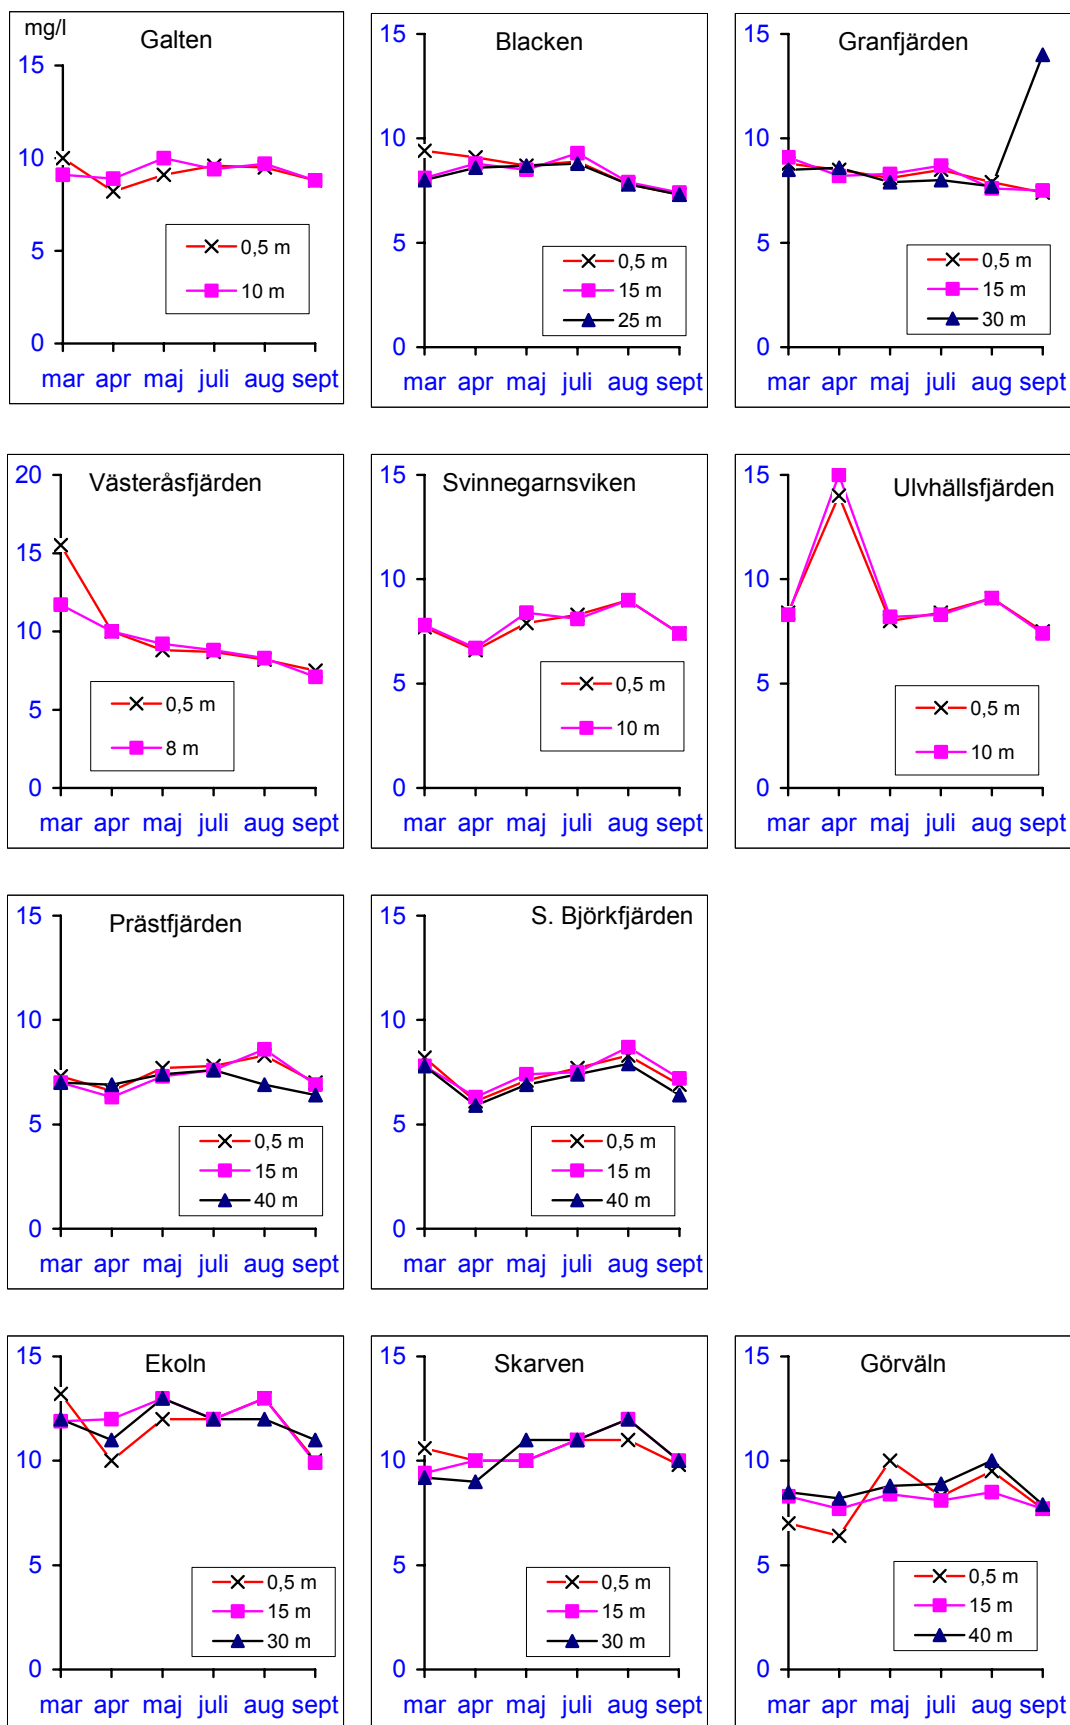 mg/l
Galten
15
10
5
0
0,5 m
10 m
mar apr maj juli aug sept
Blacken
15
10
5
0
0,5 m
15 m
25 m
mar apr maj juli aug sept
Granfjärden
15
10
5
0
0,5 m
15 m
30 m
mar apr maj juli aug sept
Västeråsfjärden
20
15
10
5
0
0,5 m
8 m
mar apr maj juli aug sept
Svinnegarnsviken
15
10
5
0
0,5 m
10 m
mar apr maj juli aug sept
Ulvhällsfjärden
15
10
5
0
0,5 m
10 m
mar apr maj juli aug sept
Prästfjärden
15
10
5
0
0,5 m
15 m
40 m
mar apr maj juli aug sept
S. Björkfjärden
15
10
5
0
0,5 m
15 m
40 m
mar apr maj juli aug sept
Ekoln
15
10
5
0
0,5 m
15 m
30 m
mar apr maj juli aug sept
Skarven
15
10
5
0
0,5 m
15 m
30 m
mar apr maj juli aug sept
Görväln
15
10
5
0
0,5 m
15 m
40 m
mar apr maj juli aug sept